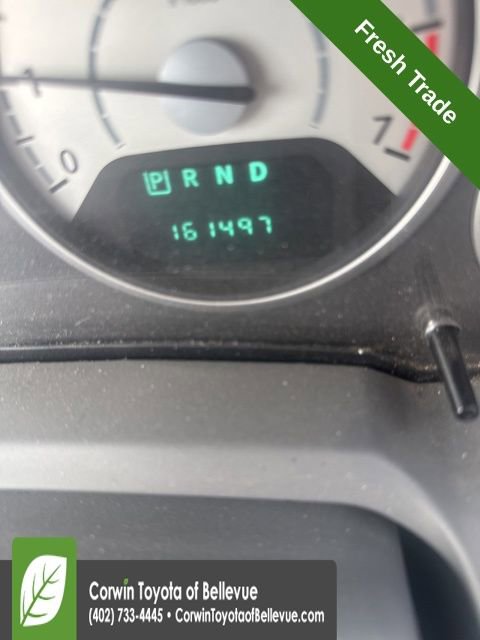 Fresh Trade
1
0
7
P R N D
161497
Corwin Toyota of Bellevue
(402) 733-4445 • CorwinToyotaofBellevue.com